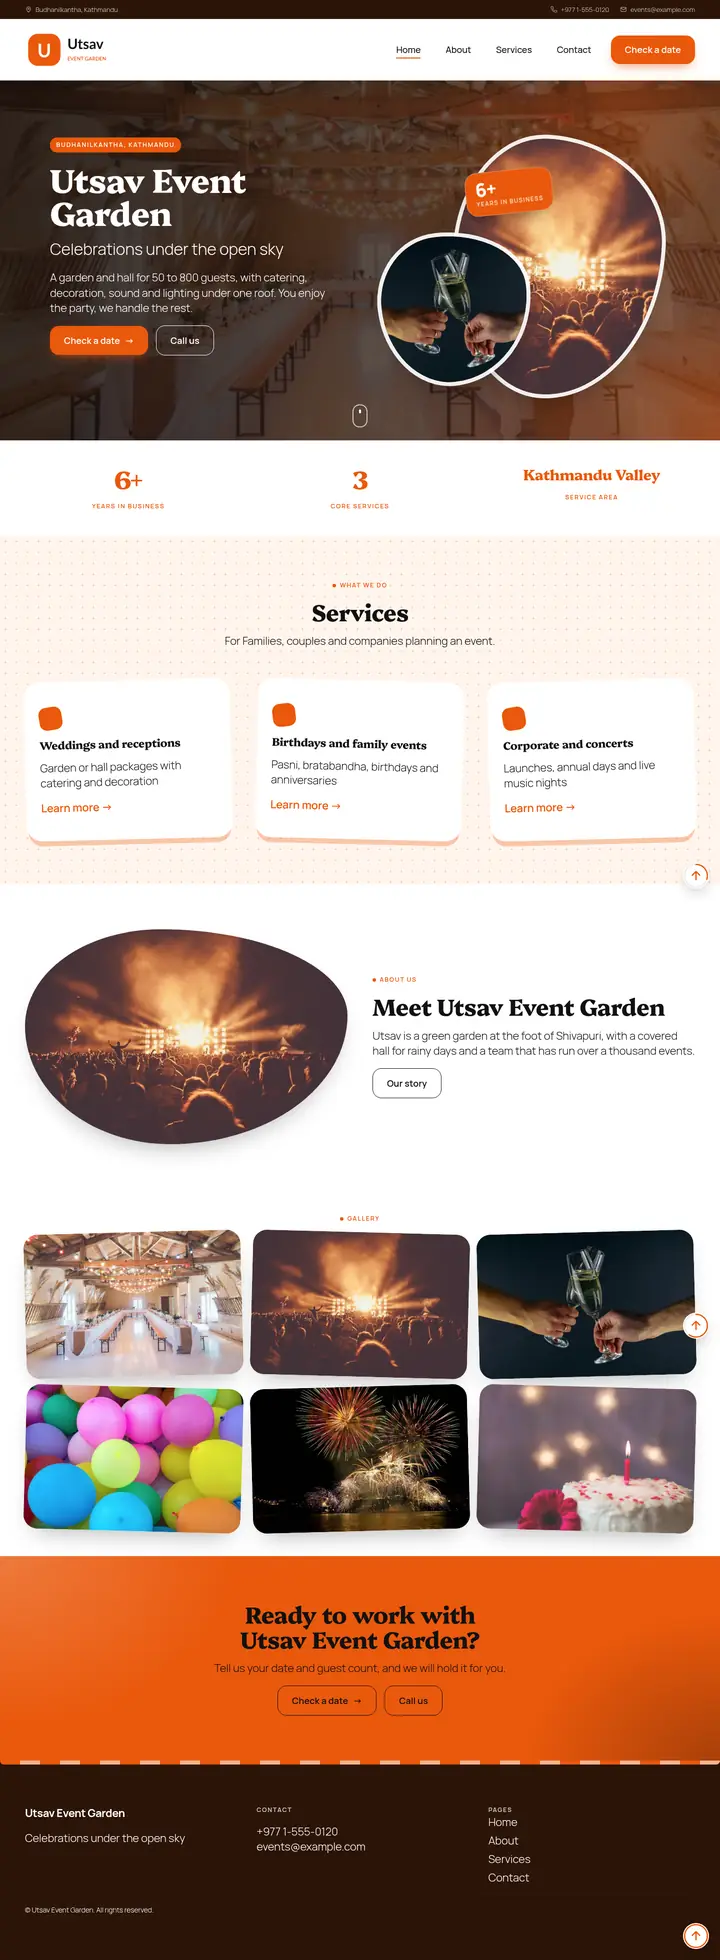 Budhanilkantha, Kathmandu
+977 1-555-0120
events@example.com
U
Utsav
EVENT GARDEN
Home
About
Services
Contact
Check a date
BUDHANILKANTHA, KATHMANDU
Utsav Event
Garden
Celebrations under the open sky
A garden and hall for 50 to 800 guests, with catering,
decoration, sound and lighting under one roof. You enjoy
the party, we handle the rest.
Check a date →
Call us
6+
YEARS IN BUSINESS
6+
YEARS IN BUSINESS
3
CORE SERVICES
Kathmandu Valley
SERVICE AREA
WHAT WE DO
Services
For Families, couples and companies planning an event.
Weddings and receptions
Garden or hall packages with
catering and decoration
Learn more →
Birthdays and family events
Pasni, bratabandha, birthdays and
anniversaries
Learn more →
Corporate and concerts
Launches, annual days and live
music nights
Learn more →
ABOUT US
Meet Utsav Event Garden
Utsav is a green garden at the foot of Shivapuri, with a covered
hall for rainy days and a team that has run over a thousand events.
Our story
GALLERY
Ready to work with
Utsav Event Garden?
Tell us your date and guest count, and we will hold it for you.
Check a date →
Call us
Utsav Event Garden
Celebrations under the open sky
CONTACT
+977 1-555-0120
events@example.com
PAGES
Home
About
Services
Contact
© Utsav Event Garden. All rights reserved.